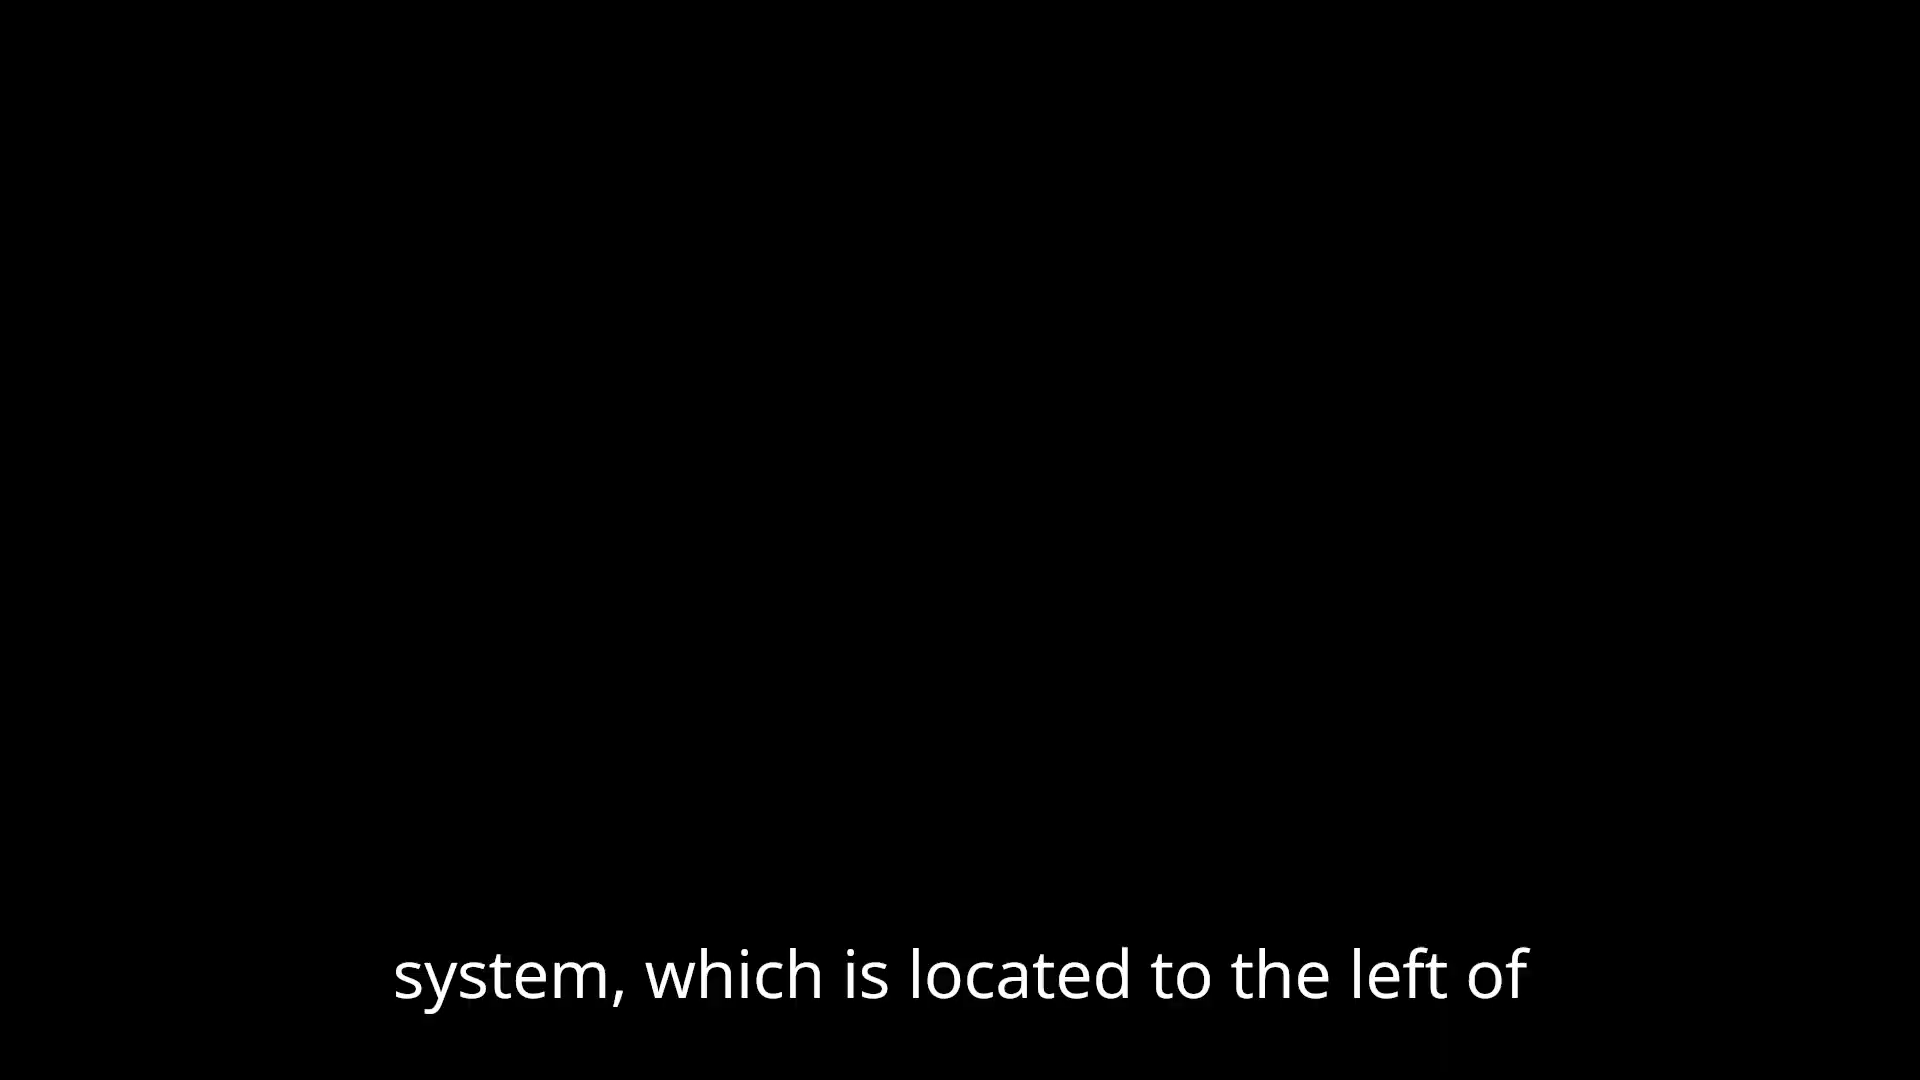 system, which is located to the left of